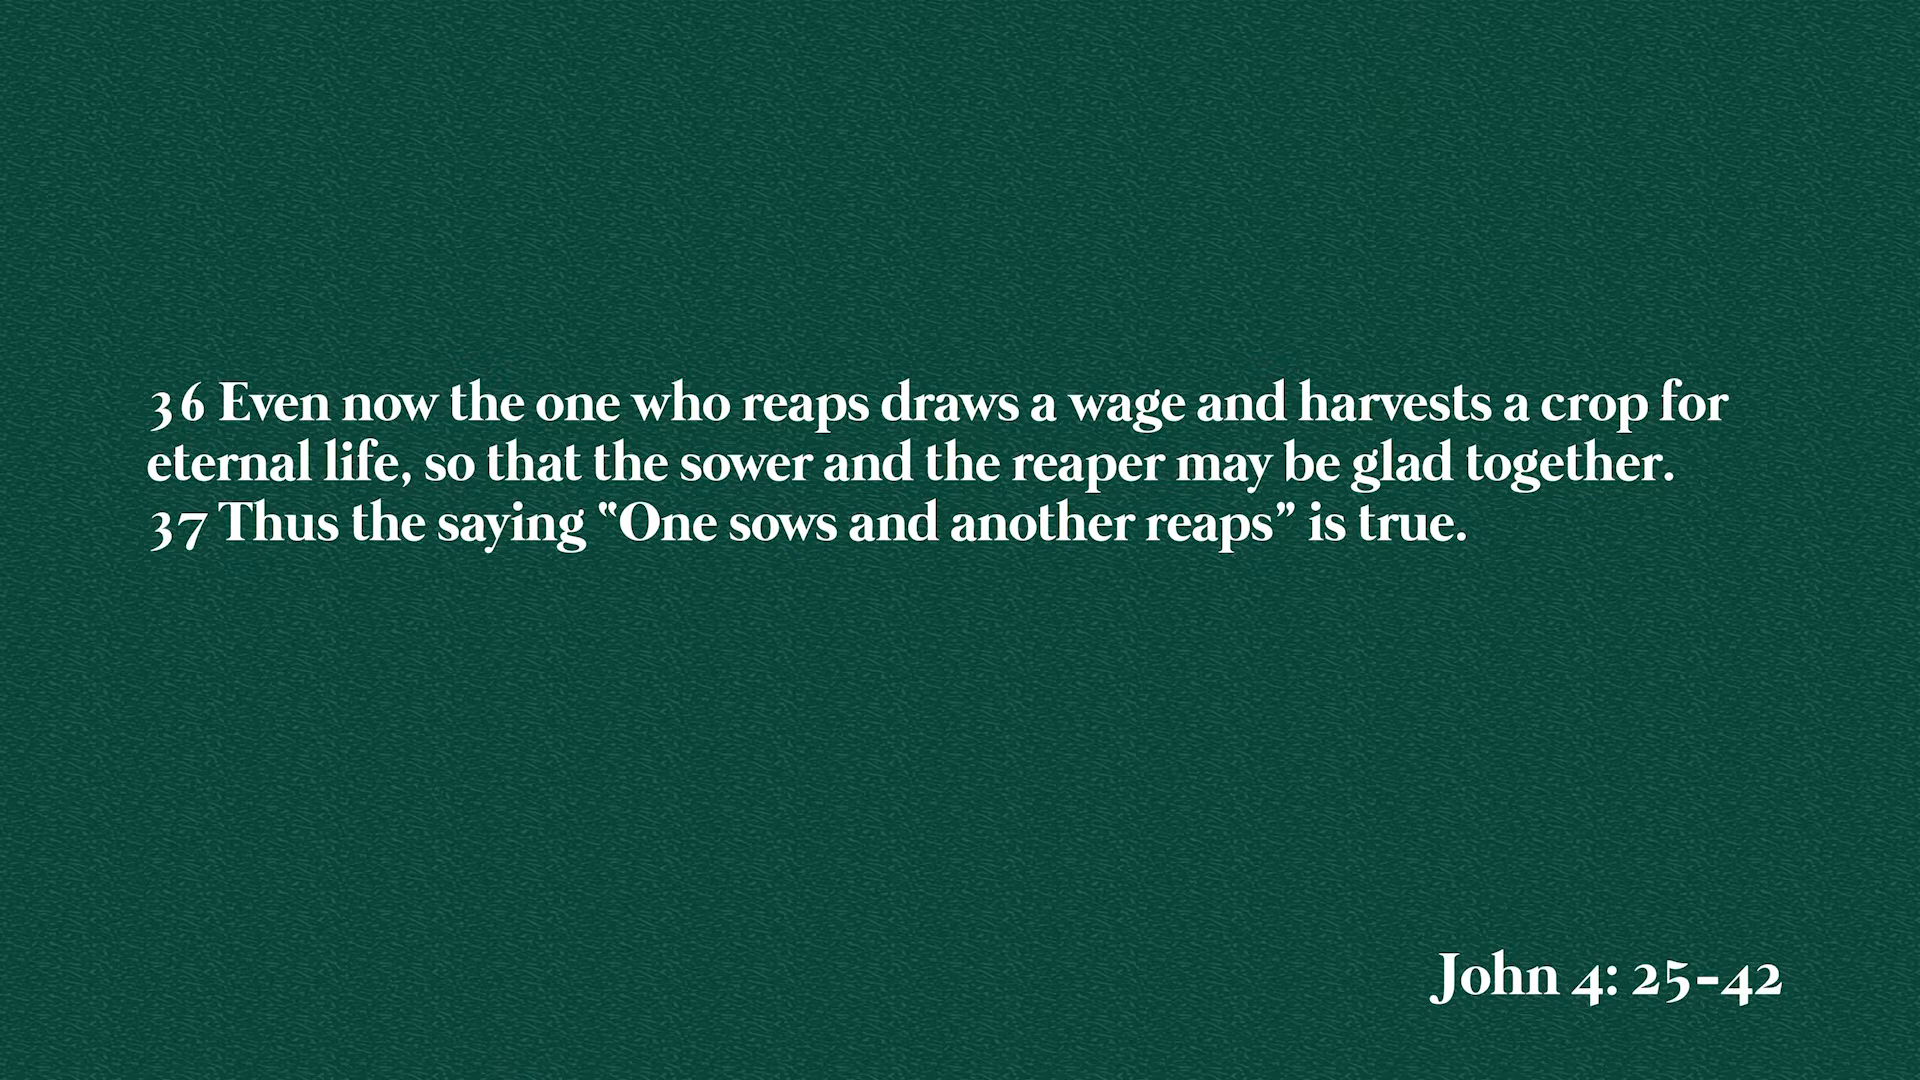 36 Even now the one who reaps draws a wage and harvests a crop for
eternal life, so that the sower and the reaper may be glad together.
37 Thus the saying “One sows and another reaps” is true.
John 4: 25-42